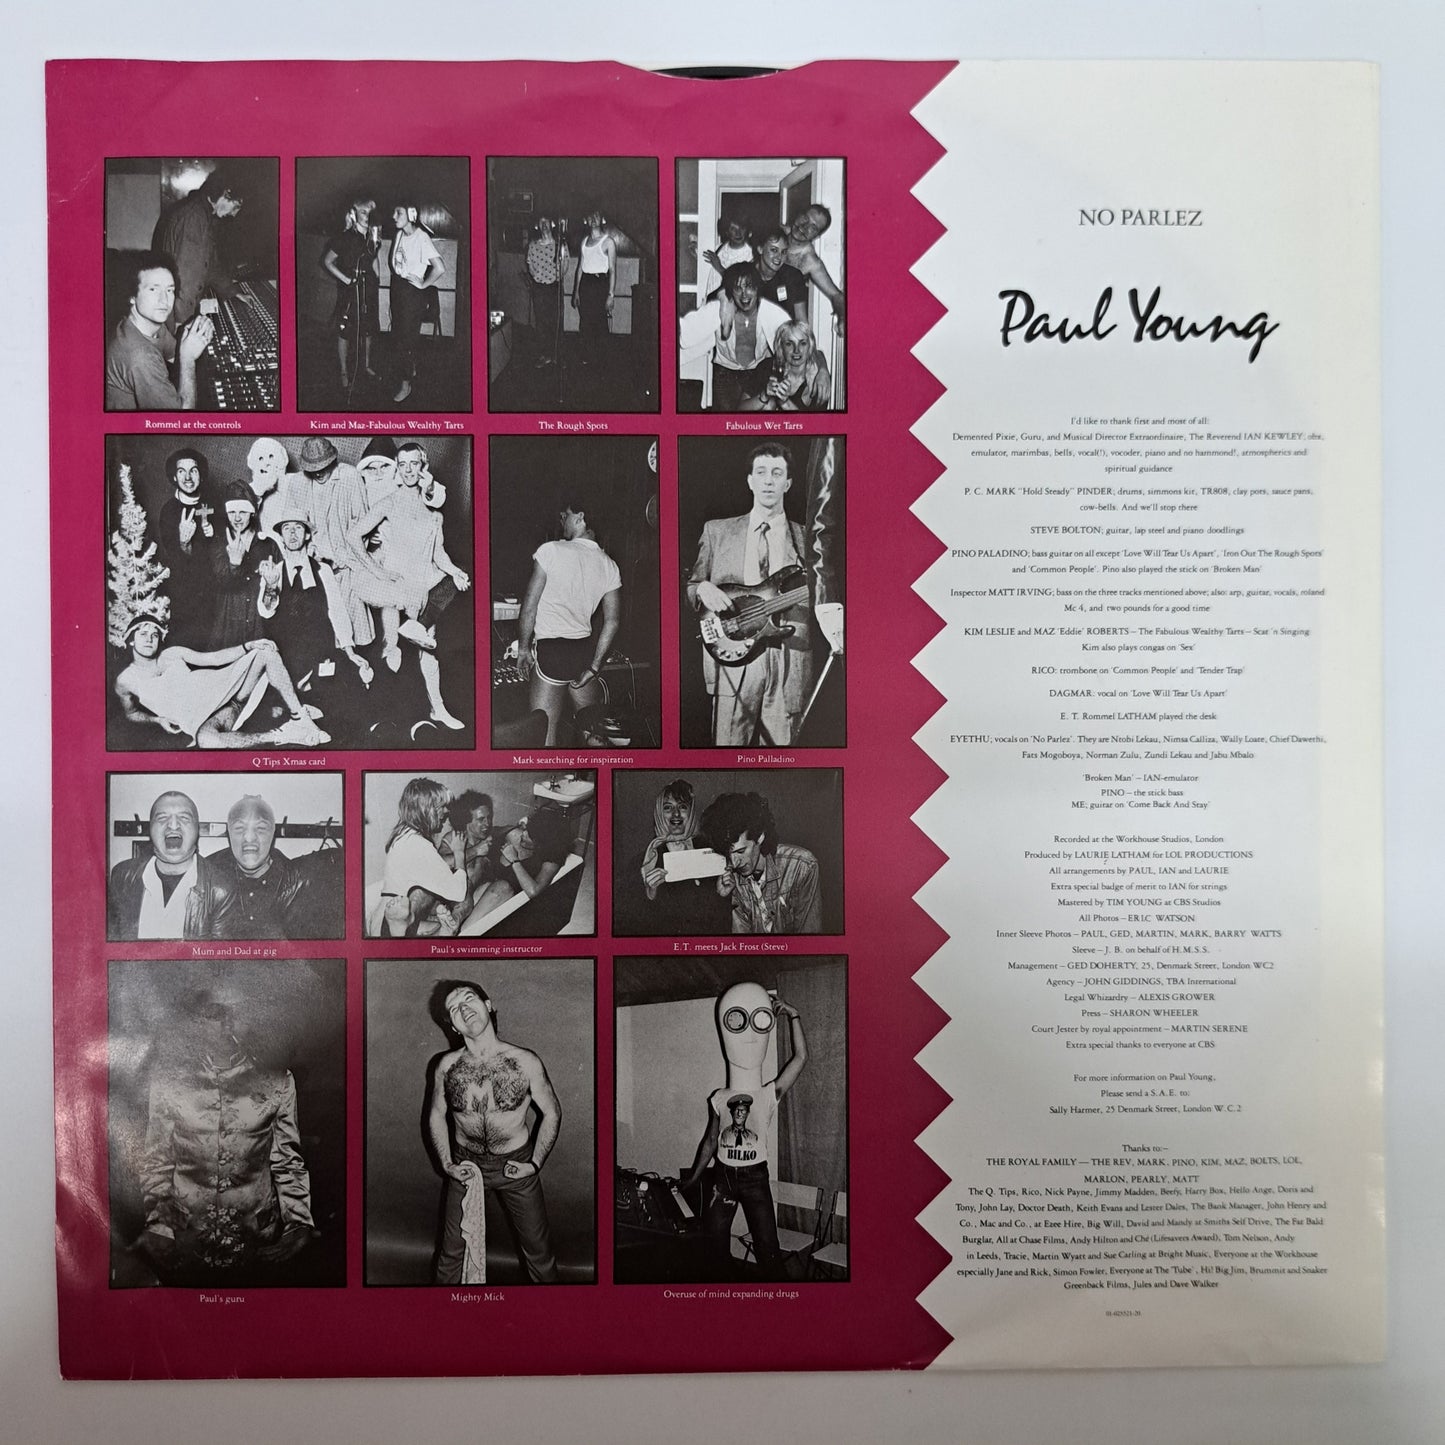 Rommel at the controls
Kim and Maz-Fabulous Wealthy Tarts
The Rough Spots
Fabulous Wet Tarts
Q Tips Xmas card
Mark searching for inspiration
Pino Palladino
Mum and Dad at gig
Paul's swimming instructor
E.T. meets Jack Frost (Steve)
Paul's guru
Mighty Mick
BILKO
Overuse of mind expanding drugs
NO PARLEZ
Paul Young
I'd like to thank first and most of all:
Demented Pixie, Guru, and Musical Director Extraordinaire, The Reverend IAN KEWLEY; obx,
emulator, marimbas, bells, vocal(!), vocoder, piano and no hammond!, atmospherics and
spiritual guidance
P. C. MARK "Hold Steady" PINDER; drums, simmons kit, TR808, clay pots, sauce pans,
cow-bells. And we'll stop there
STEVE BOLTON; guitar, lap steel and piano doodlings
PINO PALADINO; bass guitar on all except 'Love Will Tear Us Apart', 'Iron Out The Rough Spots'
and 'Common People'. Pino also played the stick on 'Broken Man'
Inspector MATT IRVING; bass on the three tracks mentioned above; also: arp, guitar, vocals, roland
Mc 4, and two pounds for a good time
KIM LESLIE and MAZ 'Eddie' ROBERTS – The Fabulous Wealthy Tarts – Scat 'n Singing
Kim also plays congas on 'Sex'
RICO: trombone on 'Common People' and 'Tender Trap'
DAGMAR: vocal on 'Love Will Tear Us Apart'
E. T. Rommel LATHAM played the desk
EYETHU; vocals on 'No Parlez'. They are Ntobi Lekau, Nimsa Caliza, Wally Loate, Chief Dawethi,
Fats Mogoboya, Norman Zulu, Zundi Lekau and Jabu Mbalo
'Broken Man' – IAN-emulator
PINO – the stick bass
ME; guitar on 'Come Back And Stay'
Recorded at the Workhouse Studios, London
Produced by LAURIE LATHAM for LOL PRODUCTIONS
All arrangements by PAUL, IAN and LAURIE
Extra special badge of merit to IAN for strings
Mastered by TIM YOUNG at CBS Studios
All Photos – ERIC WATSON
Inner Sleeve Photos – PAUL, GED, MARTIN, MARK, BARRY WATTS
Sleeve – J. B. on behalf of H.M.S.S.
Management – GED DOHERTY, 25, Denmark Street, London WC2
Agency – JOHN GIDDINGS, TBA International
Legal Whizardry – ALEXIS GROWER
Press – SHARON WHEELER
Court Jester by royal appointment – MARTIN SERENE
Extra special thanks to everyone at CBS
For more information on Paul Young,
Please send a S.A.E. to:
Sally Harmer, 25 Denmark Street, London W.C.2
Thanks to:–
THE ROYAL FAMILY — THE REV, MARK, PINO, KIM, MAZ, BOLTS, LOL,
MARLON, PEARLY, MATT
The Q. Tips, Rico, Nick Payne, Jimmy Madden, Beefy, Harry Box, Hello Ange, Doris and
Tony, John Lay, Doctor Death, Keith Evans and Lester Dales, The Bank Manager, John Henry and
Co., Mac and Co., at Ezee Hire, Big Will, David and Mandy at Smiths Self Drive, The Fat Bald
Burglar, All at Chase Films, Andy Hilton and Ché (Lifesavers Award), Tom Nelson, Andy
in Leeds, Tracie, Martin Wyatt and Sue Carling at Bright Music, Everyone at the Workhouse
especially Jane and Rick, Simon Fowler, Everyone at The 'Tube', Hi! Big Jim, Brummit and Snaker
Greenback Films, Jules and Dave Walker
01-025521-20